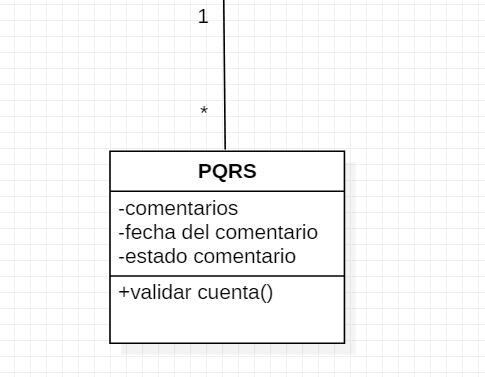 1
*
PQRS
-comentarios
-fecha del comentario
-estado comentario
+validar cuenta()